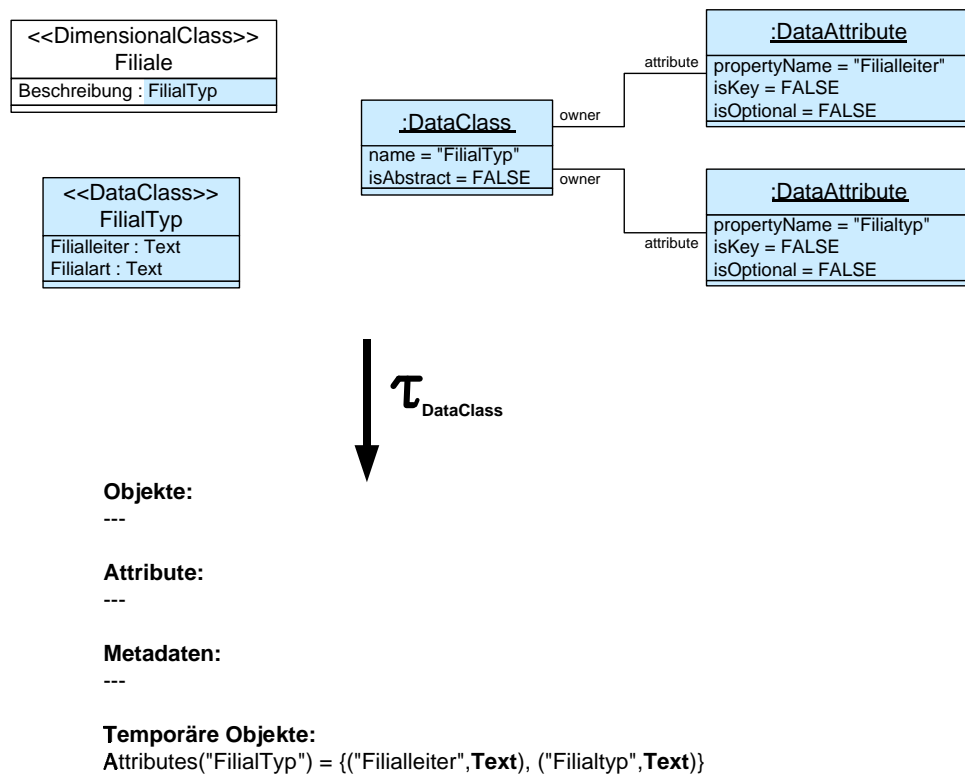 <<DimensionalClass>>
Filiale
Beschreibung : FilialTyp
<<DataClass>>
FilialTyp
Filialleiter : Text
Filialart : Text
:DataClass
name = "FilialTyp"
isAbstract = FALSE
owner
owner
attribute
attribute
:DataAttribute
propertyName = "Filialleiter"
isKey = FALSE
isOptional = FALSE
:DataAttribute
propertyName = "Filialtyp"
isKey = FALSE
isOptional = FALSE
τ DataClass
Objekte:
---
Attribute:
---
Metadaten:
---
Temporäre Objekte:
Attributes("FilialTyp") = {("Filialleiter",Text), ("Filialtyp",Text)}